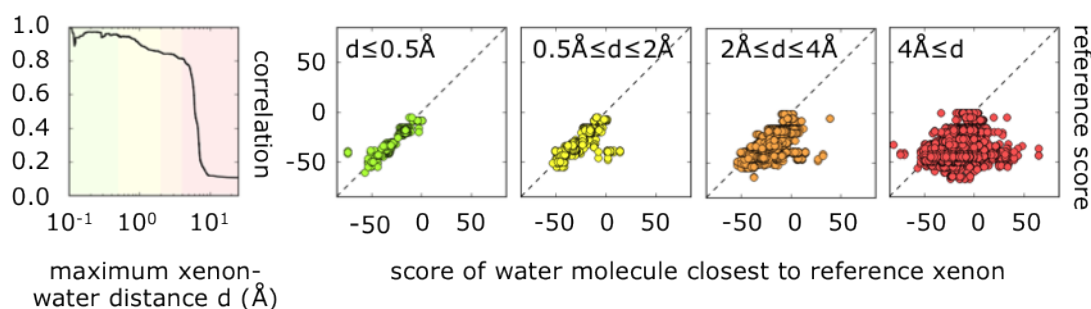 1.0
0.8
0.6
0.4
0.2
0.0
10⁻¹ 10⁰ 10¹
correlation
maximum xenon-
water distance d (Å)
50
0
-50
d≤0.5Å
0.5Å≤d≤2Å
2Å≤d≤4Å
4Å≤d
-50 0 50
-50 0 50
-50 0 50
-50 0 50
reference score
score of water molecule closest to reference xenon